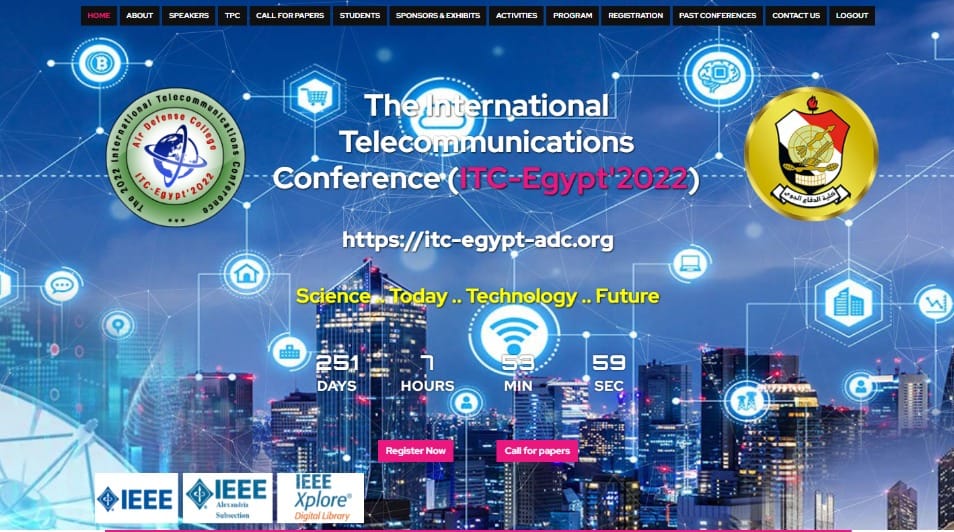 HOME ABOUT SPEAKERS TPC CALL FOR PAPERS STUDENTS SPONSORS & EXHIBITS ACTIVITIES PROGRAM REGISTRATION PAST CONFERENCES CONTACT US LOGOUT
The 2022 International Telecommunications Conference
Air Defense College
ITC-Egypt'2022
The International
Telecommunications
Conference (ITC-Egypt'2022)
كلية الدفاع الجوي
https://itc-egypt-adc.org
Science .. Today .. Technology .. Future
251 7 53 59
DAYS HOURS MIN SEC
Register Now Call for papers
IEEE
IEEE
Alexandria
Subsection
IEEE
Xplore®
Digital Library